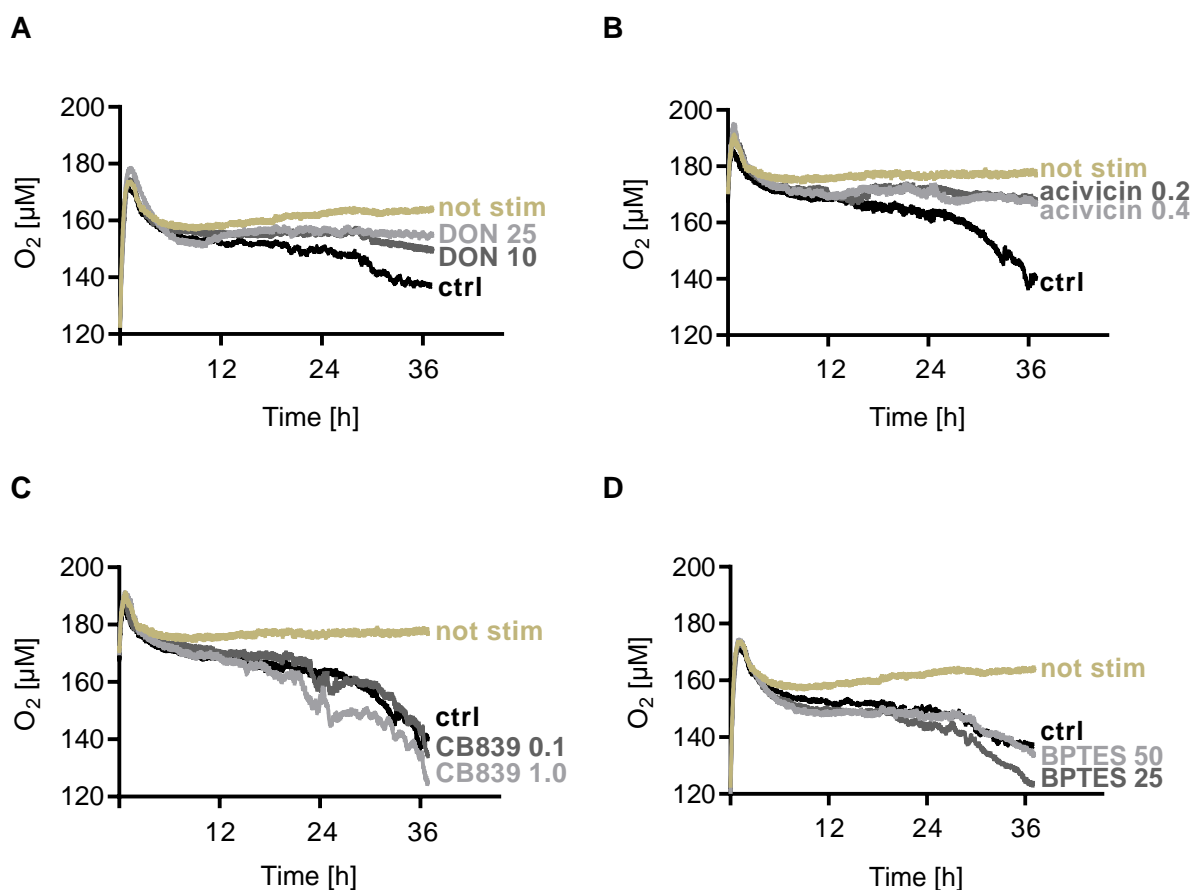 A
O2 [µM]
200
180
160
140
120
not stim
DON 25
DON 10
ctrl
12 24 36
Time [h]
B
O2 [µM]
200
180
160
140
120
not stim
acivicin 0.2
acivicin 0.4
ctrl
12 24 36
Time [h]
C
O2 [µM]
200
180
160
140
120
not stim
ctrl
CB839 0.1
CB839 1.0
12 24 36
Time [h]
D
O2 [µM]
200
180
160
140
120
not stim
ctrl
BPTES 50
BPTES 25
12 24 36
Time [h]